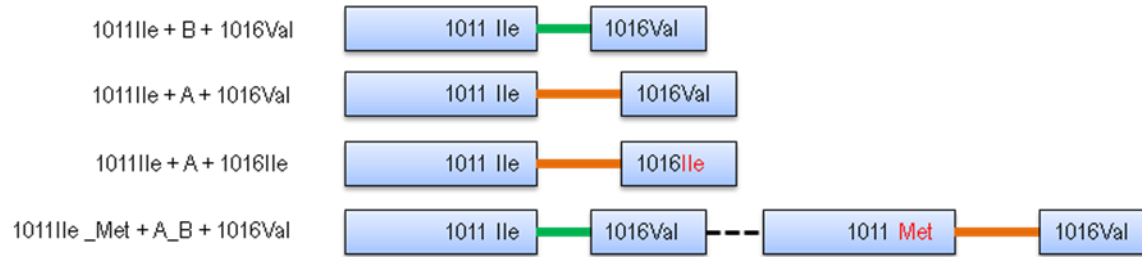 1011Ile + B + 1016Val 1011 Ile 1016Val
1011Ile + A + 1016Val 1011 Ile 1016Val
1011Ile + A + 1016Ile 1011 Ile 1016Ile
1011Ile _Met + A_B + 1016Val 1011 Ile 1016Val 1011 Met 1016Val